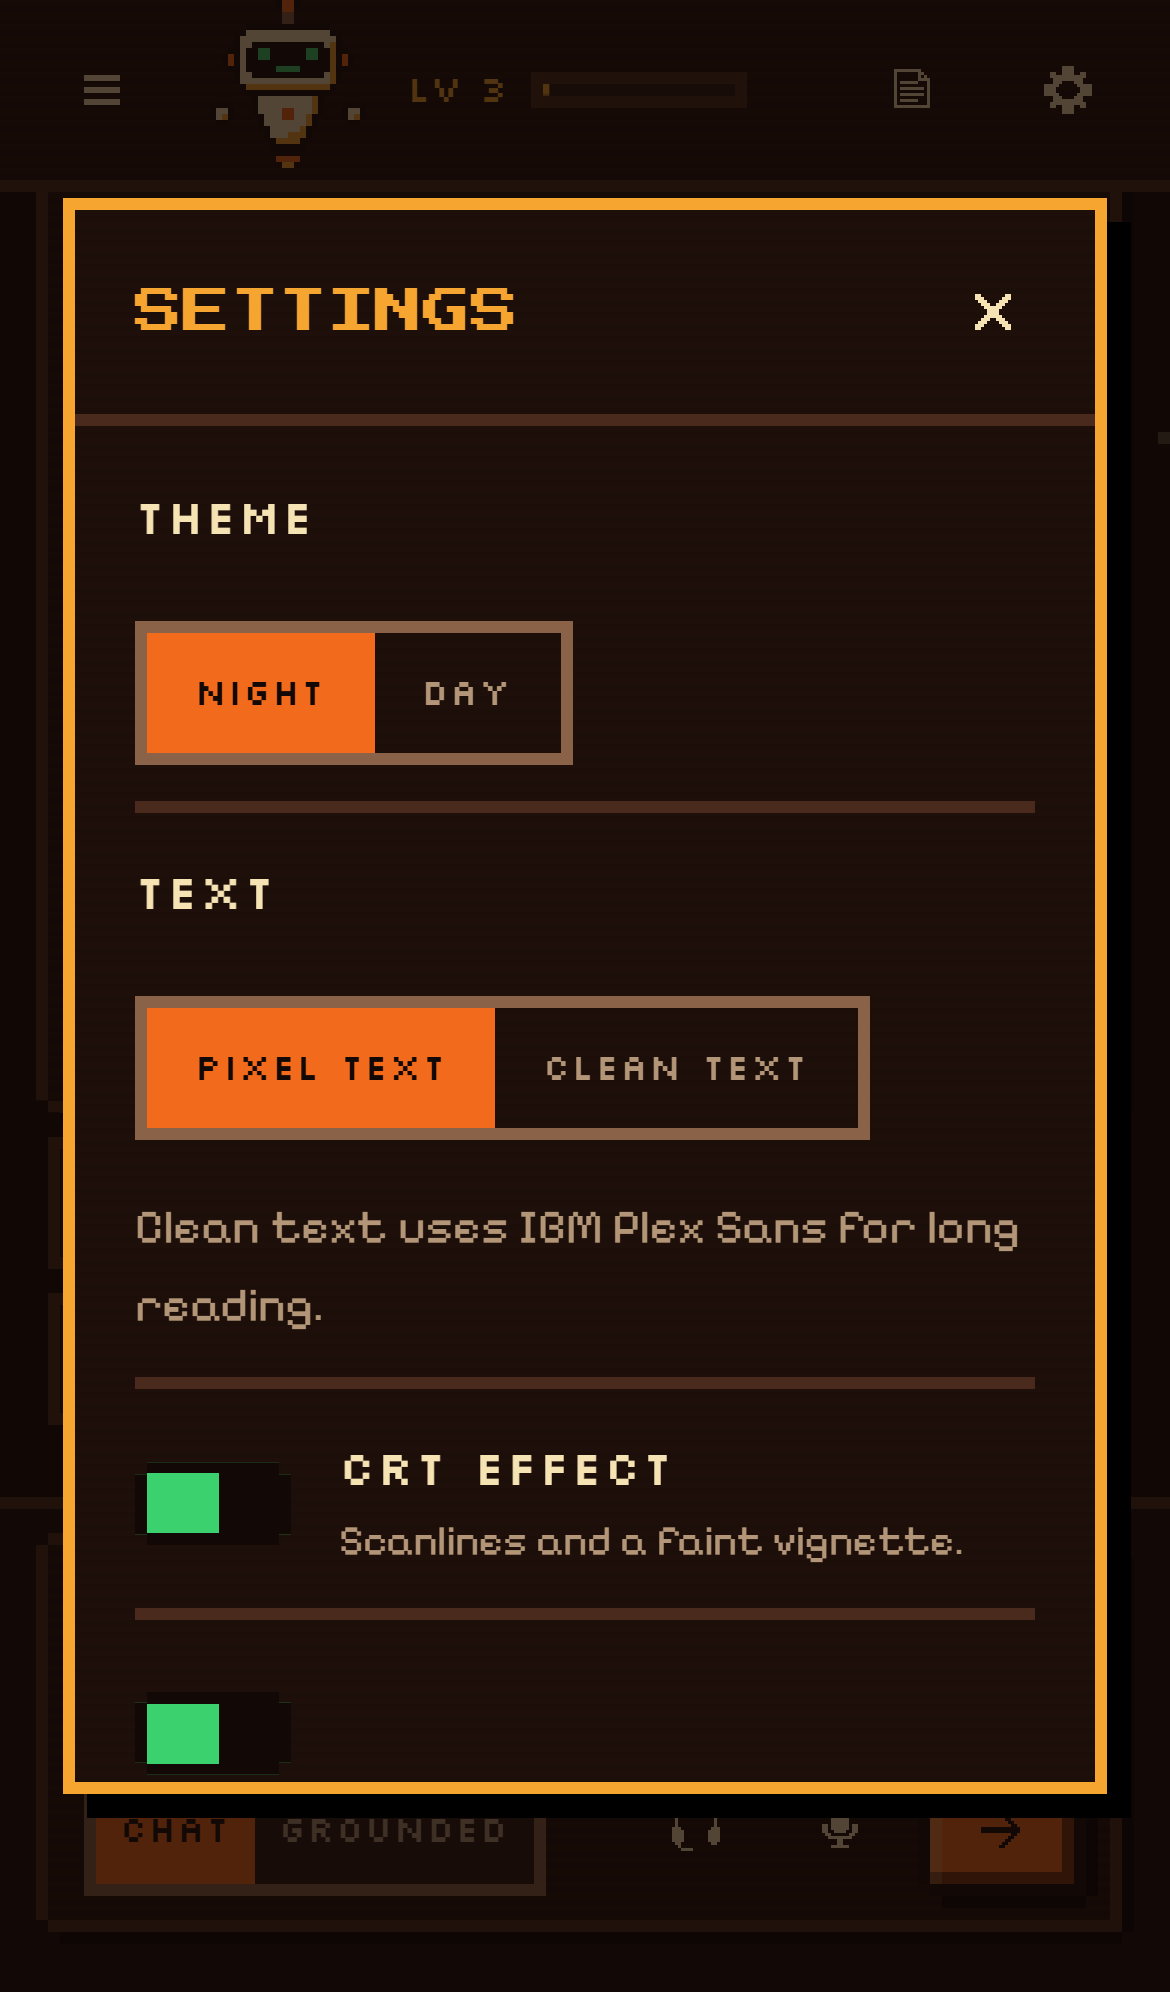 LV 3
SETTINGS
THEME
NIGHT DAY
TEXT
PIXEL TEXT CLEAN TEXT
Clean text uses IBM Plex Sans for long
reading.
CRT EFFECT
Scanlines and a faint vignette.
CHAT GROUNDED